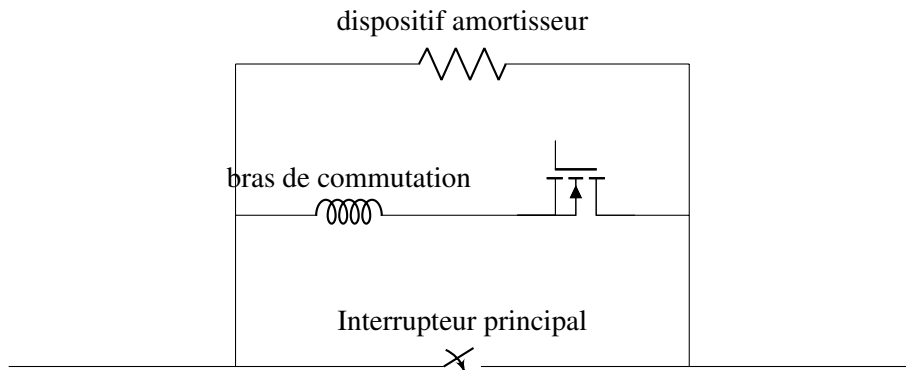 dispositif amortisseur
bras de commutation
Interrupteur principal